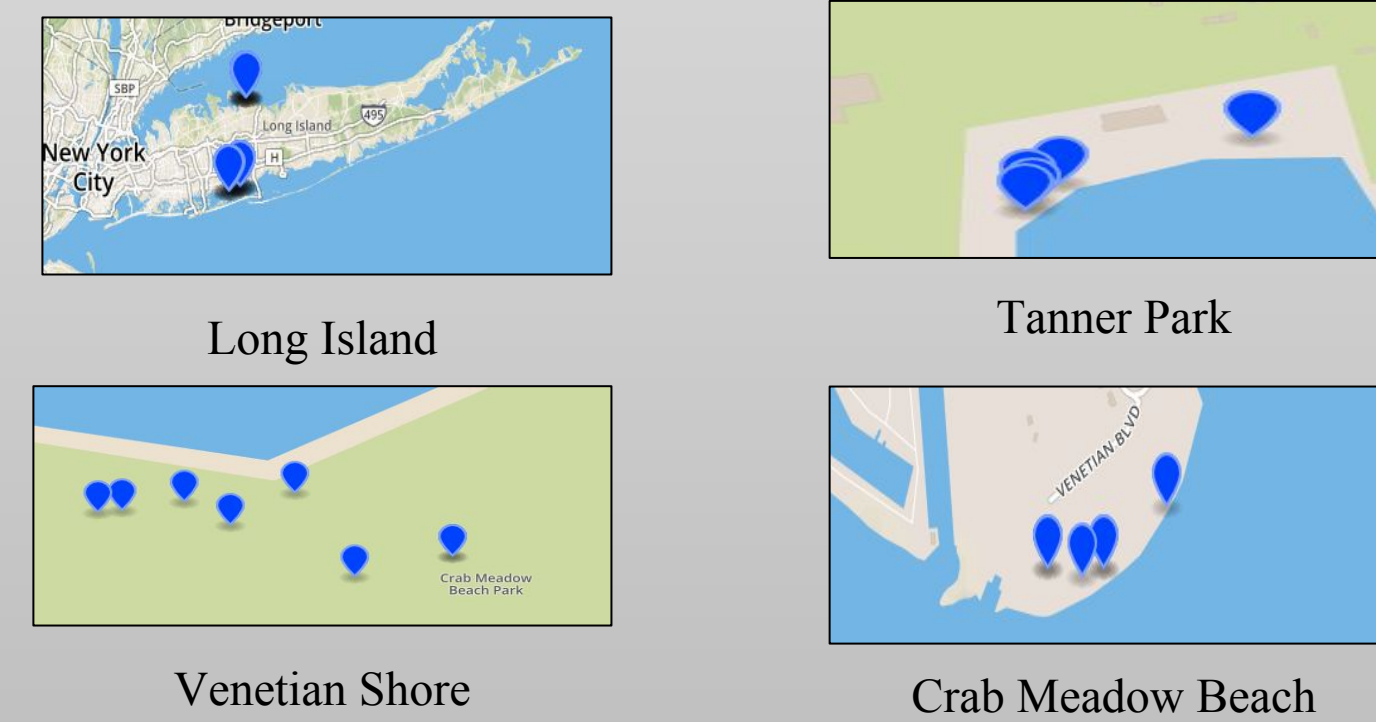 Bridgeport
SBP
495
Long Island
New York
City
H
Long Island
Tanner Park
Crab Meadow
Beach Park
Venetian Shore
VENETIAN BLVD
Crab Meadow Beach